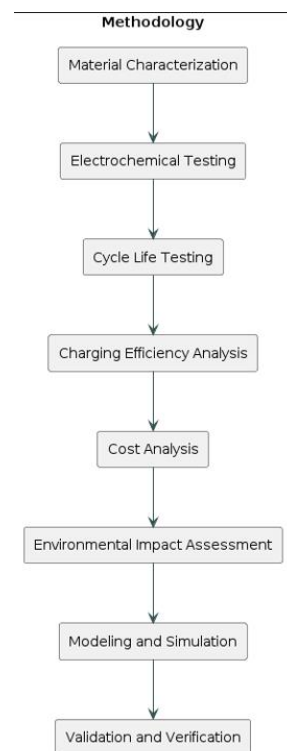 Methodology
Material Characterization
Electrochemical Testing
Cycle Life Testing
Charging Efficiency Analysis
Cost Analysis
Environmental Impact Assessment
Modeling and Simulation
Validation and Verification